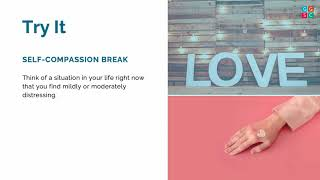 Try It
SELF-COMPASSION BREAK
Think of a situation in your life right now
that you find mildly or moderately
distressing.
LOVE